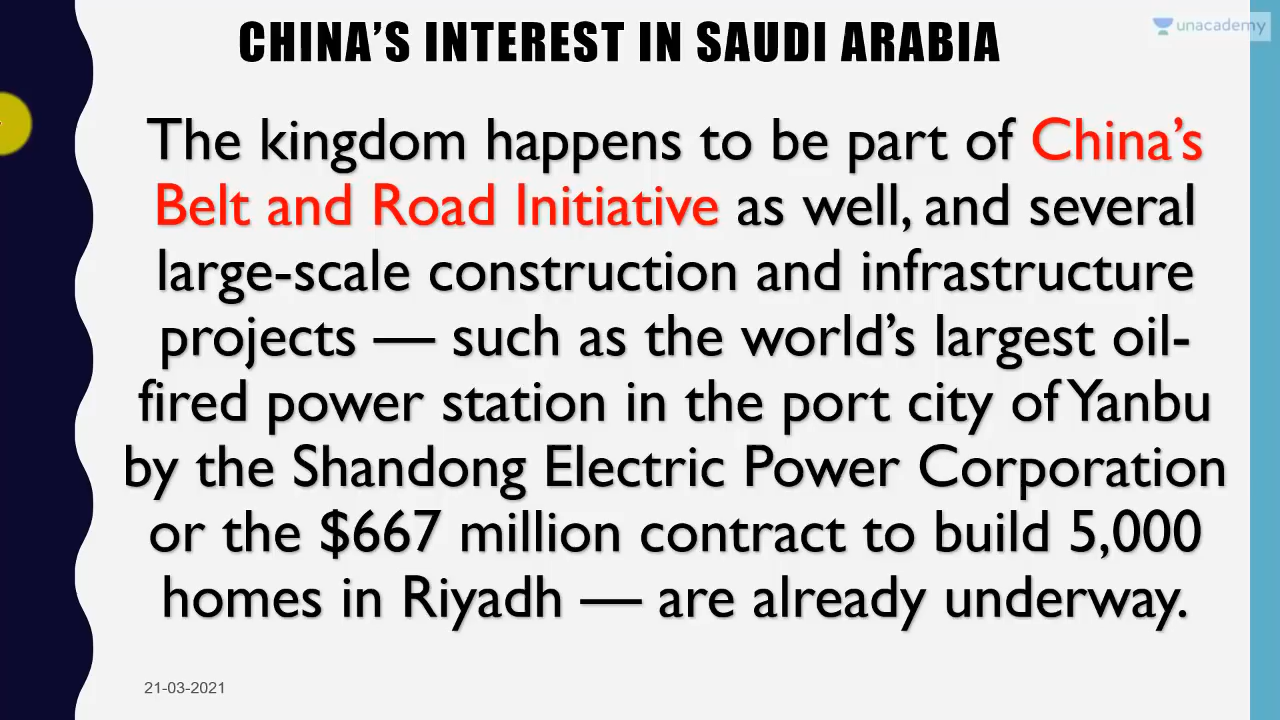 CHINA'S INTEREST IN SAUDI ARABIA
unacademy
The kingdom happens to be part of China's
Belt and Road Initiative as well, and several
large-scale construction and infrastructure
projects — such as the world's largest oil-
fired power station in the port city of Yanbu
by the Shandong Electric Power Corporation
or the $667 million contract to build 5,000
homes in Riyadh — are already underway.
21-03-2021